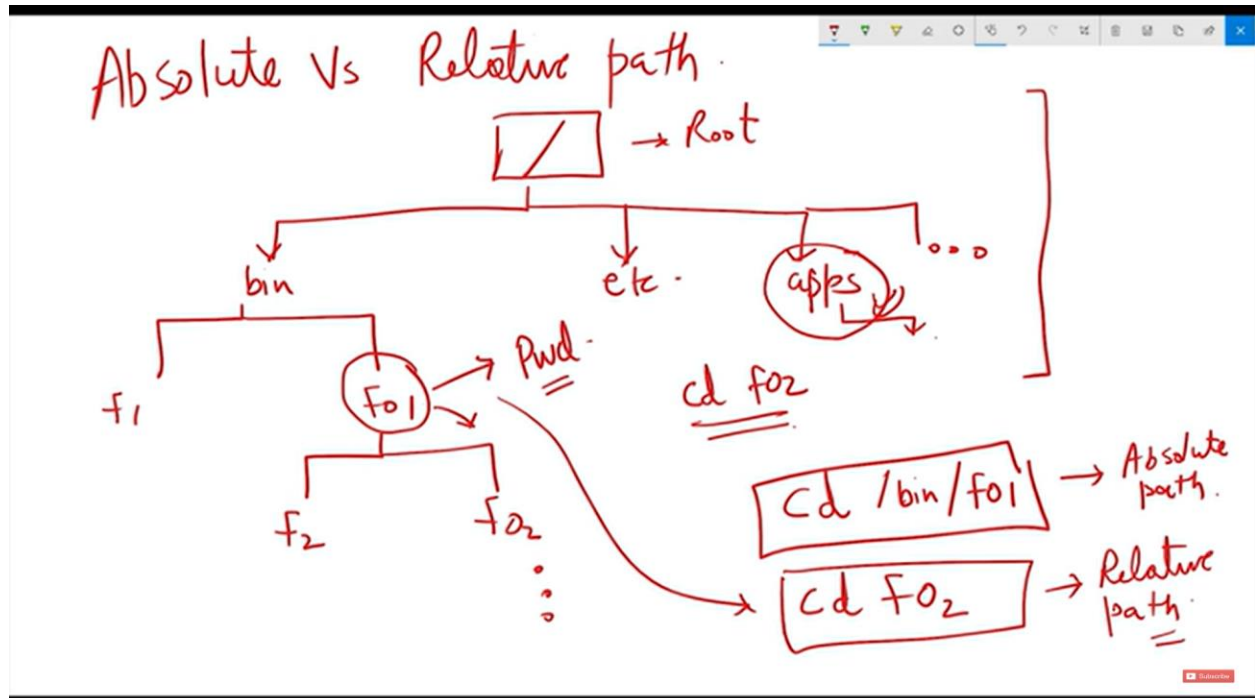 Absolute Vs Relative path.
/ → Root
bin
etc.
apps
...
f1
fo1
Pwd.
cd fo2
f2
fo2
cd /bin/fo1 → Absolute path.
cd fo2 → Relative path.
Subscribe